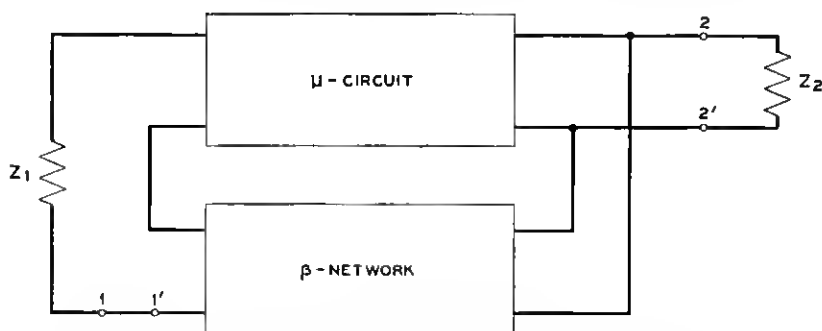 2
μ-CIRCUIT
Z2
2'
Z1
β-NETWORK
1 1'